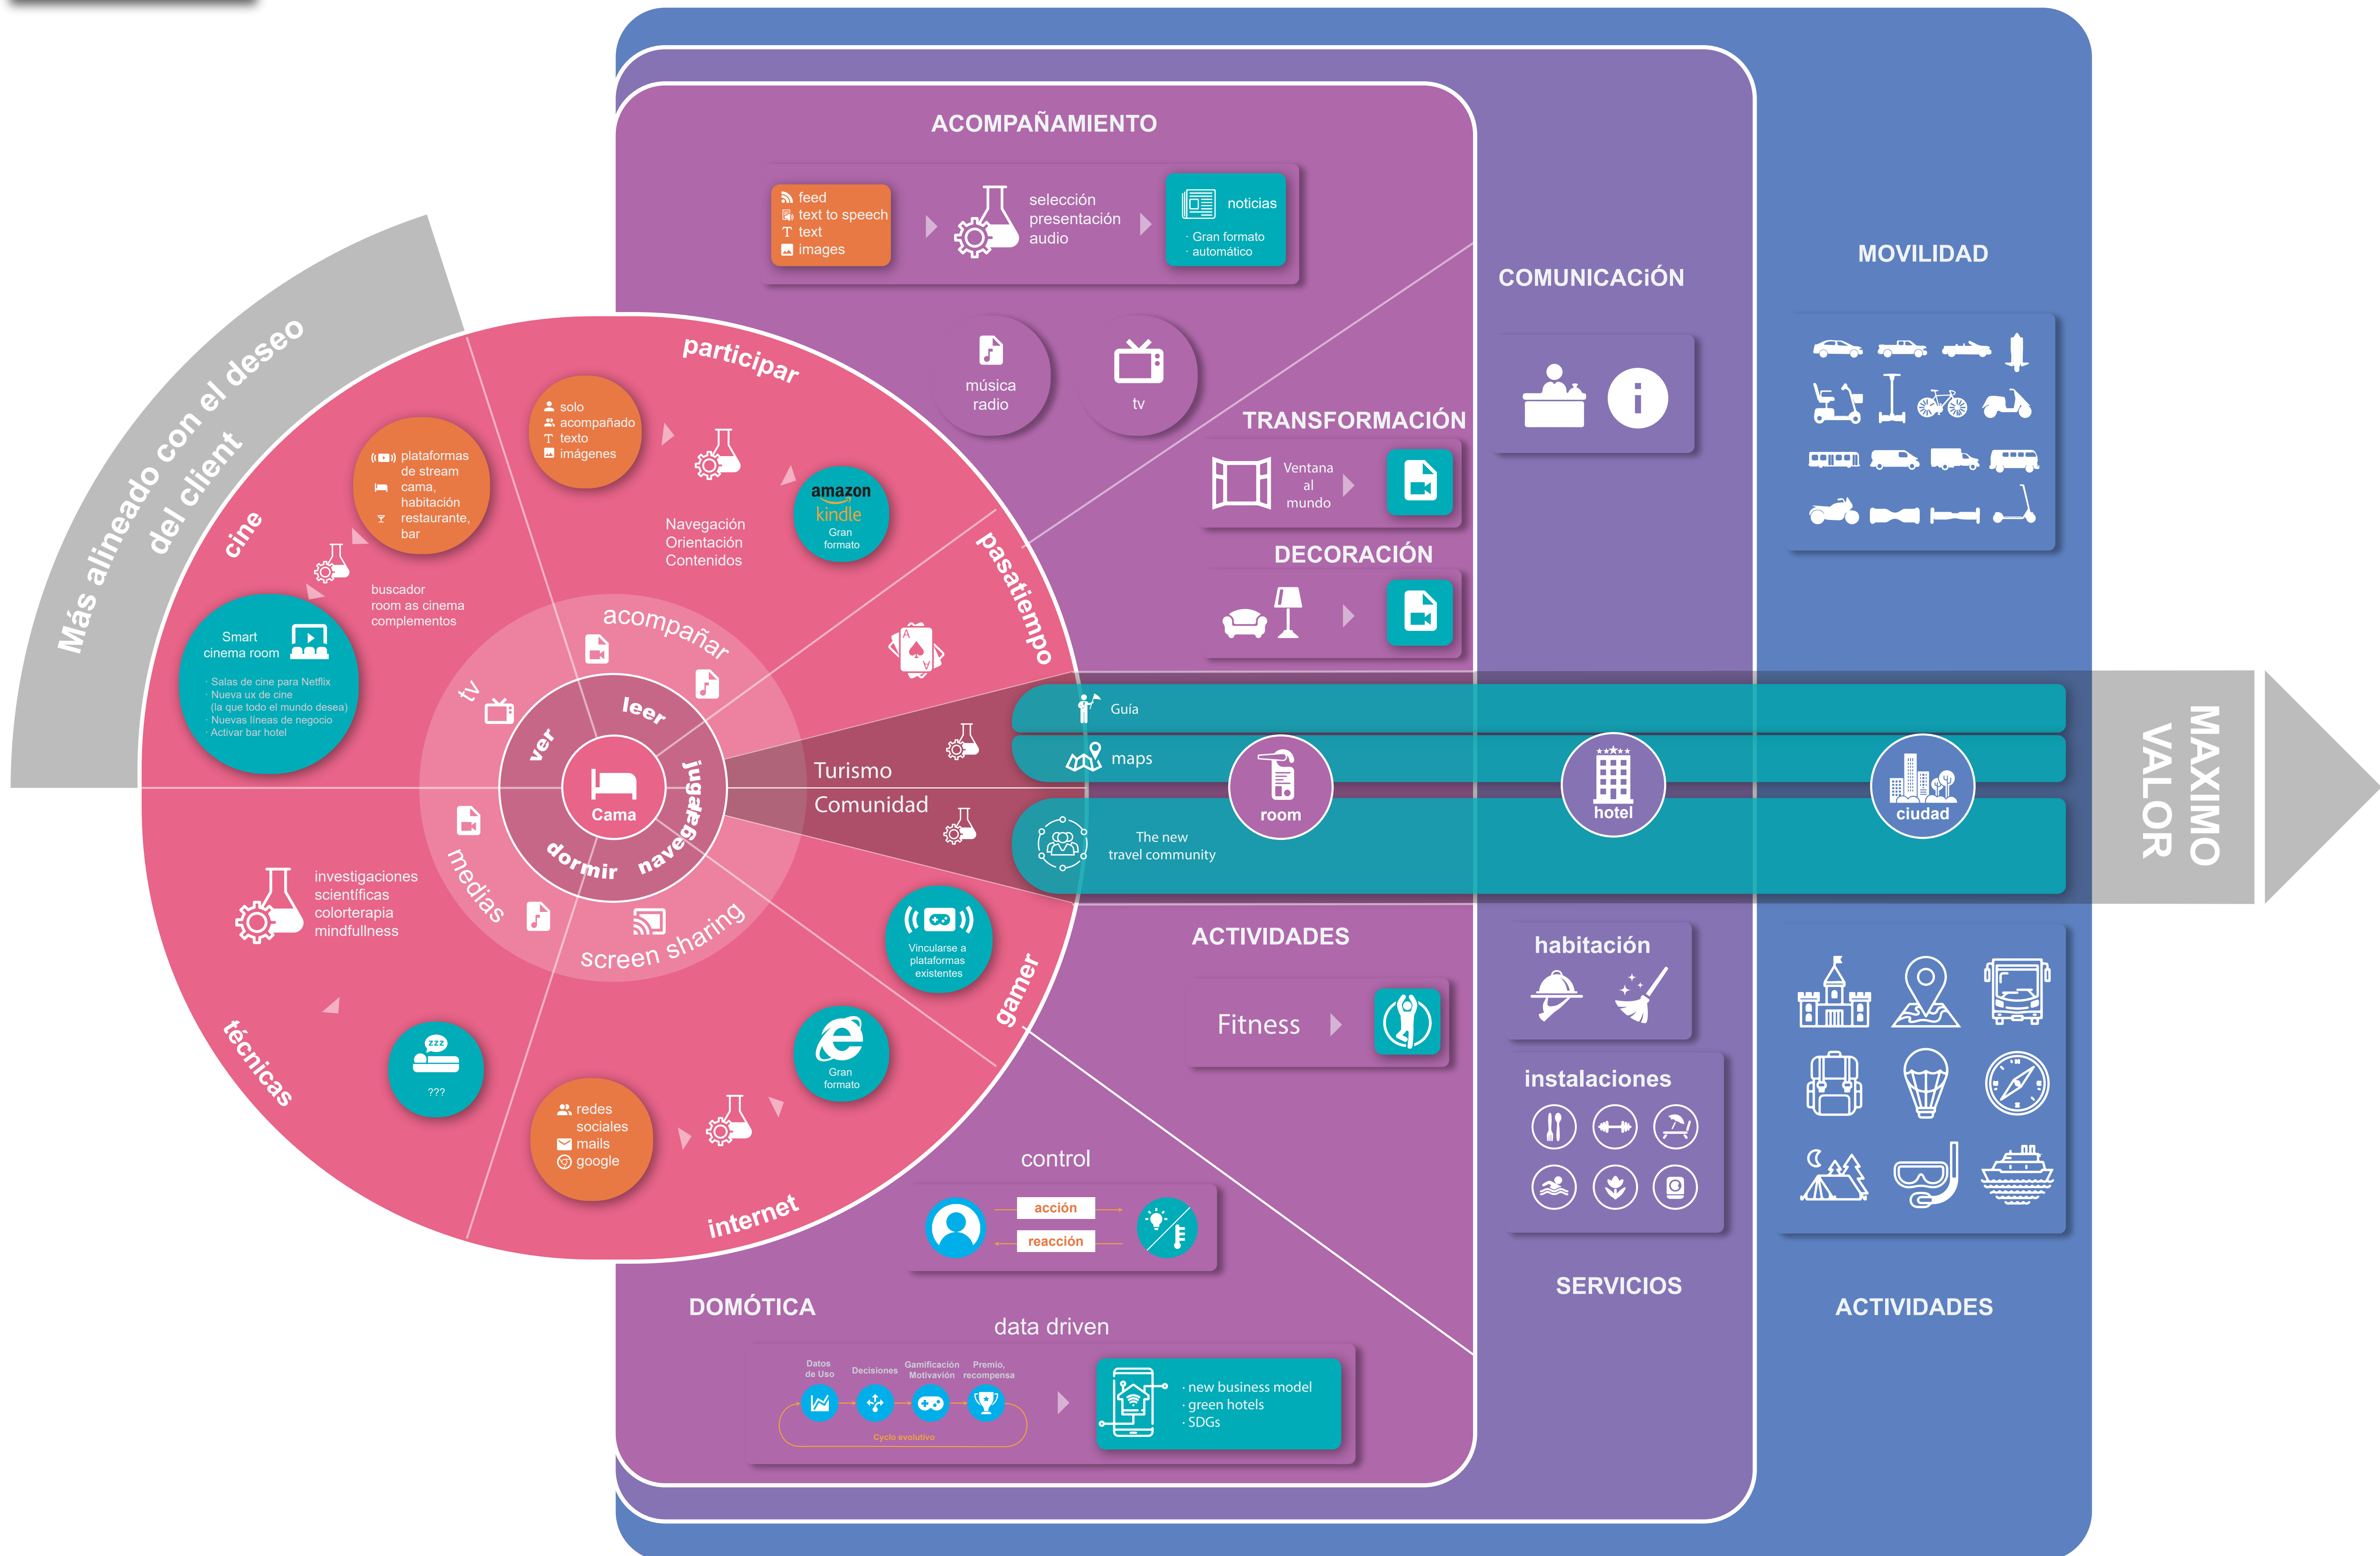 ACOMPAÑAMIENTO
feed
text to speech
text
images
selección
presentación
audio
noticias
· Gran formato
· automático
música
radio
tv
TRANSFORMACIÓN
Ventana
al
mundo
DECORACIÓN
COMUNICACiÓN
MOVILIDAD
Más alineado con el deseo
del client
cine
plataformas
de stream
cama,
habitación
restaurante,
bar
buscador
room as cinema
complementos
Smart
cinema room
· Salas de cine para Netflix
· Nueva ux de cine
(la que todo el mundo desea)
· Nuevas líneas de negocio
· Activar bar hotel
participar
solo
acompañado
texto
imágenes
Navegación
Orientación
Contenidos
amazon
kindle
Gran
formato
pasatiempo
A
A
acompañar
tv
medias
screen sharing
ver
leer
jugar
navegar
dormir
Cama
Turismo
Comunidad
Guía
maps
The new
travel community
room
hotel
ciudad
MAXIMO
VALOR
investigaciones
scientíficas
colorterapia
mindfullness
técnicas
zzz
???
redes
sociales
mails
google
Gran
formato
internet
Vincularse a
plataformas
existentes
gamer
ACTIVIDADES
Fitness
control
acción
reacción
DOMÓTICA
data driven
Datos
de Uso
Decisiones
Gamificación
Motivavión
Premio,
recompensa
Cyclo evolutivo
· new business model
· green hotels
· SDGs
habitación
instalaciones
SERVICIOS
ACTIVIDADES